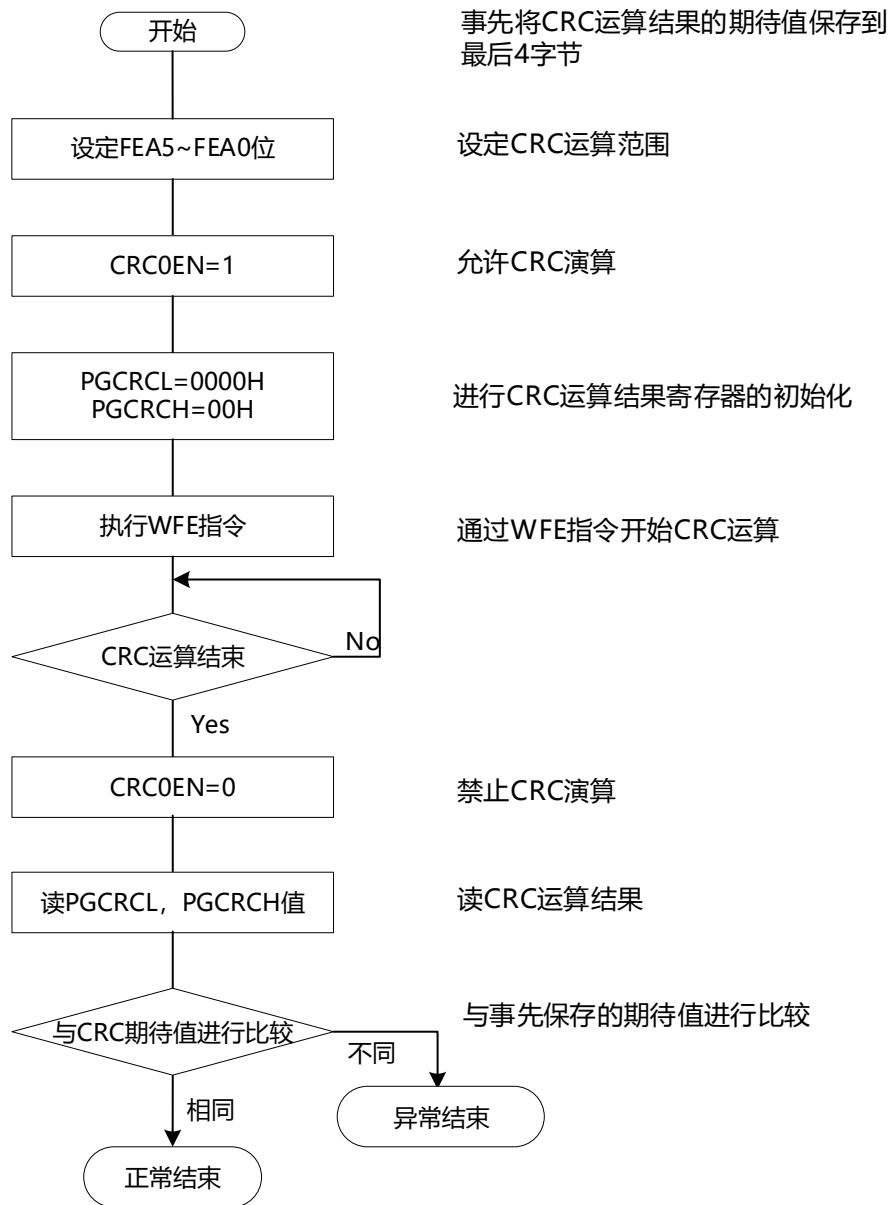 开始
事先将CRC运算结果的期待值保存到
最后4字节
设定FEA5~FEA0位
设定CRC运算范围
CRC0EN=1
允许CRC演算
PGCRCL=0000H
PGCRCH=00H
进行CRC运算结果寄存器的初始化
执行WFE指令
通过WFE指令开始CRC运算
CRC运算结束
No
Yes
CRC0EN=0
禁止CRC演算
读PGCRCL，PGCRCH值
读CRC运算结果
与CRC期待值进行比较
与事先保存的期待值进行比较
不同
相同
异常结束
正常结束